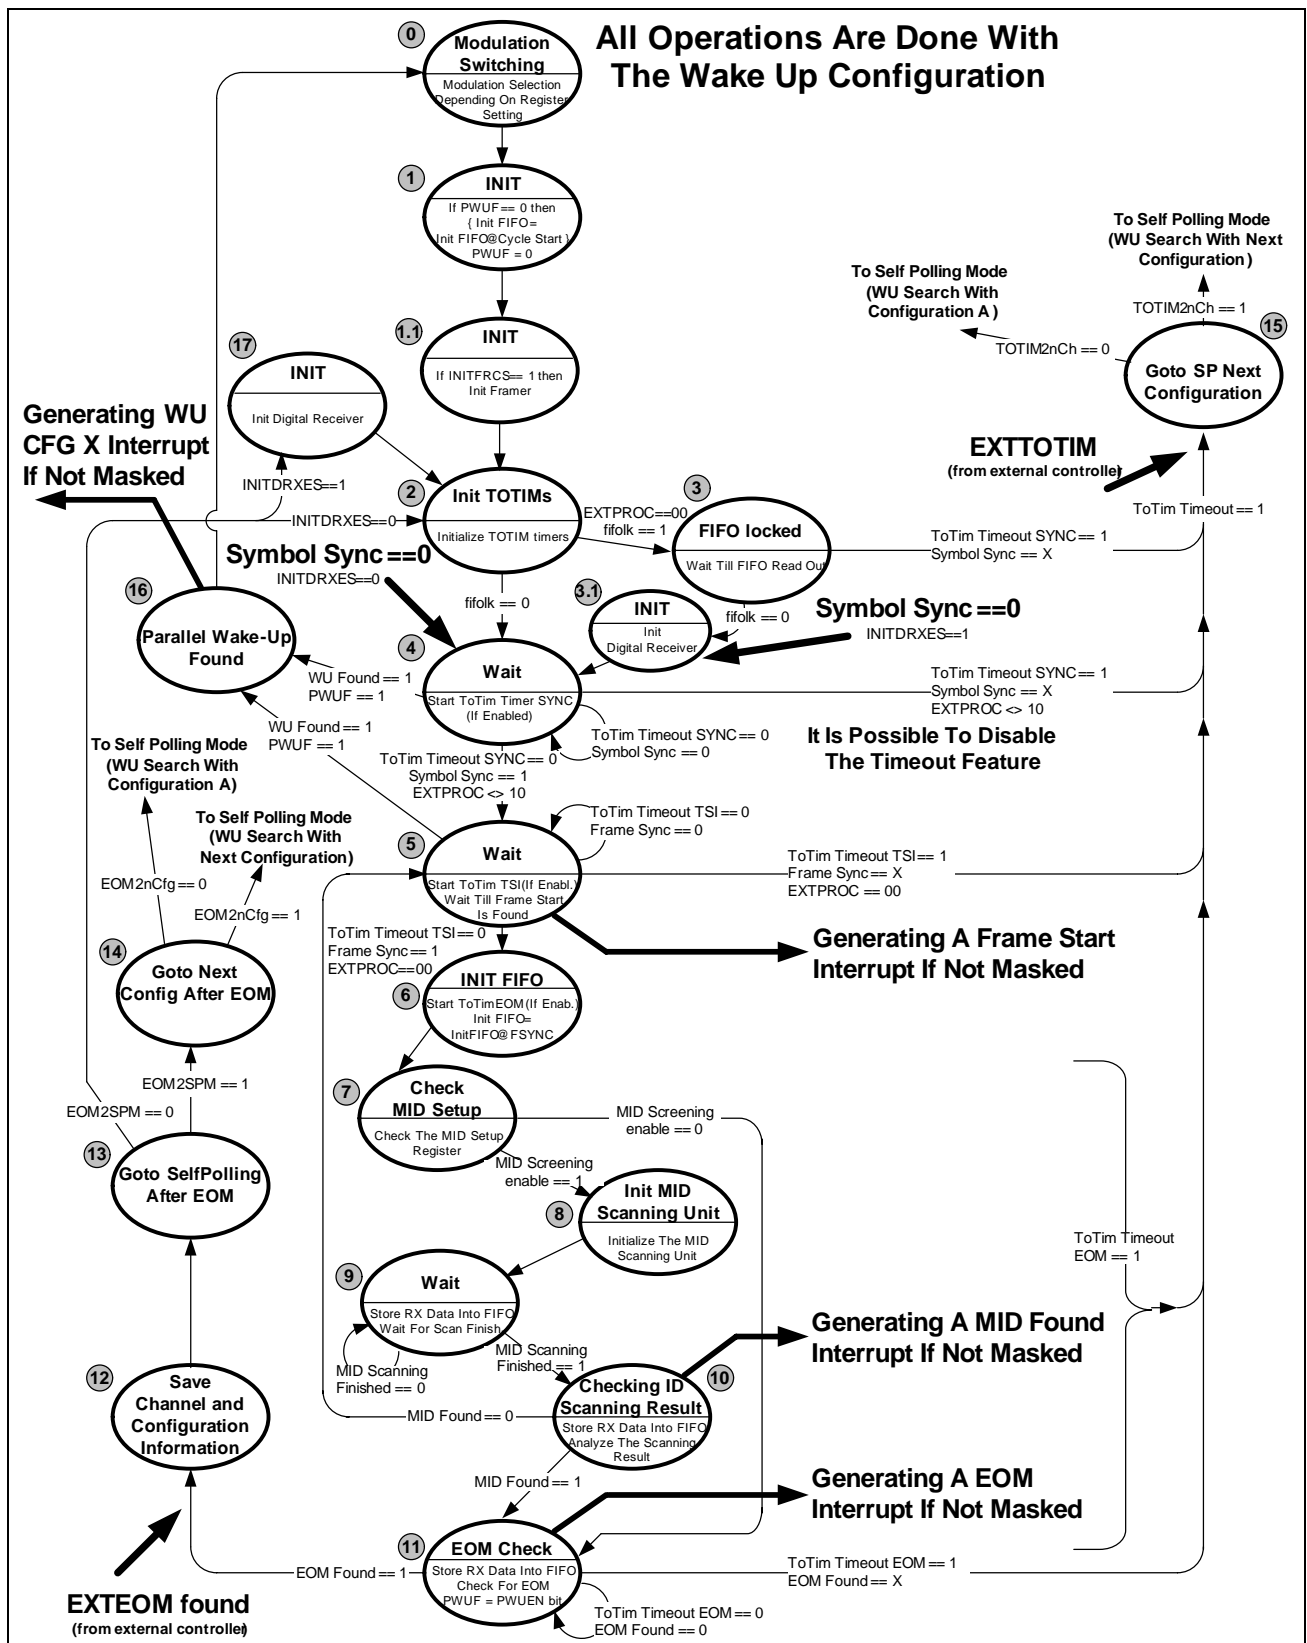 All Operations Are Done With
The Wake Up Configuration
0
Modulation
Switching
Modulation Selection
Depending On Register
Setting
1
INIT
If PWUF== 0 then
{ Init FIFO=
Init FIFO@Cycle Start }
PWUF = 0
To Self Polling Mode
(WU Search With Next
Configuration)
To Self Polling Mode
(WU Search With
Configuration A )
TOTIM2nCh == 1
TOTIM2nCh == 0
15
Goto SP Next
Configuration
1.1
INIT
If INITFRCS== 1 then
Init Framer
17
INIT
Init Digital Receiver
Generating WU
CFG X Interrupt
If Not Masked
EXTTOTIM
(from external controller)
INITDRXES==1
INITDRXES==0
2
Init TOTIMs
Initialize TOTIM timers
EXTPROC==00
fifolk == 1
3
FIFO locked
Wait Till FIFO Read Out
ToTim Timeout == 1
ToTim Timeout SYNC== 1
Symbol Sync == X
Symbol Sync ==0
INITDRXES==0
16
Parallel Wake-Up
Found
fifolk == 0
3.1
INIT
Init
Digital Receiver
fifolk == 0
Symbol Sync ==0
INITDRXES==1
4
Wait
Start ToTim Timer SYNC
(If Enabled)
WU Found == 1
PWUF == 1
ToTim Timeout SYNC== 1
Symbol Sync == X
EXTPROC <> 10
WU Found == 1
PWUF == 1
ToTim Timeout SYNC== 0
Symbol Sync == 0
It Is Possible To Disable
The Timeout Feature
To Self Polling Mode
(WU Search With
Configuration A)
ToTim Timeout SYNC== 0
Symbol Sync == 1
EXTPROC <> 10
To Self Polling Mode
(WU Search With
Next Configuration)
ToTim Timeout TSI== 0
Frame Sync== 0
5
Wait
Start ToTim TSI(If Enabl.)
Wait Till Frame Start
Is Found
ToTim Timeout TSI== 1
Frame Sync== X
EXTPROC == 00
EOM2nCfg== 0
EOM2nCfg== 1
ToTim Timeout TSI== 0
Frame Sync== 1
EXTPROC==00
Generating A Frame Start
Interrupt If Not Masked
14
Goto Next
Config After EOM
6
INIT FIFO
Start ToTimEOM(If Enab.)
Init FIFO=
InitFIFO@FSYNC
EOM2SPM == 1
EOM2SPM == 0
7
Check
MID Setup
Check The MID Setup
Register
MID Screening
enable == 0
MID Screening
enable == 1
13
Goto SelfPolling
After EOM
8
Init MID
Scanning Unit
Initialize The MID
Scanning Unit
ToTim Timeout
EOM == 1
9
Wait
Store RX Data Into FIFO
Wait For Scan Finish
MID Scanning
Finished == 0
MID Scanning
Finished== 1
Generating A MID Found
Interrupt If Not Masked
10
Checking ID
Scanning Result
Store RX Data Into FIFO
Analyze The Scanning
Result
12
Save
Channel and
Configuration
Information
MID Found== 0
MID Found== 1
Generating A EOM
Interrupt If Not Masked
11
EOM Check
Store RX Data Into FIFO
Check For EOM
PWUF = PWUEN bit
EOM Found== 1
ToTim Timeout EOM== 1
EOM Found== X
ToTim Timeout EOM== 0
EOM Found == 0
EXTEOM found
(from external controller)